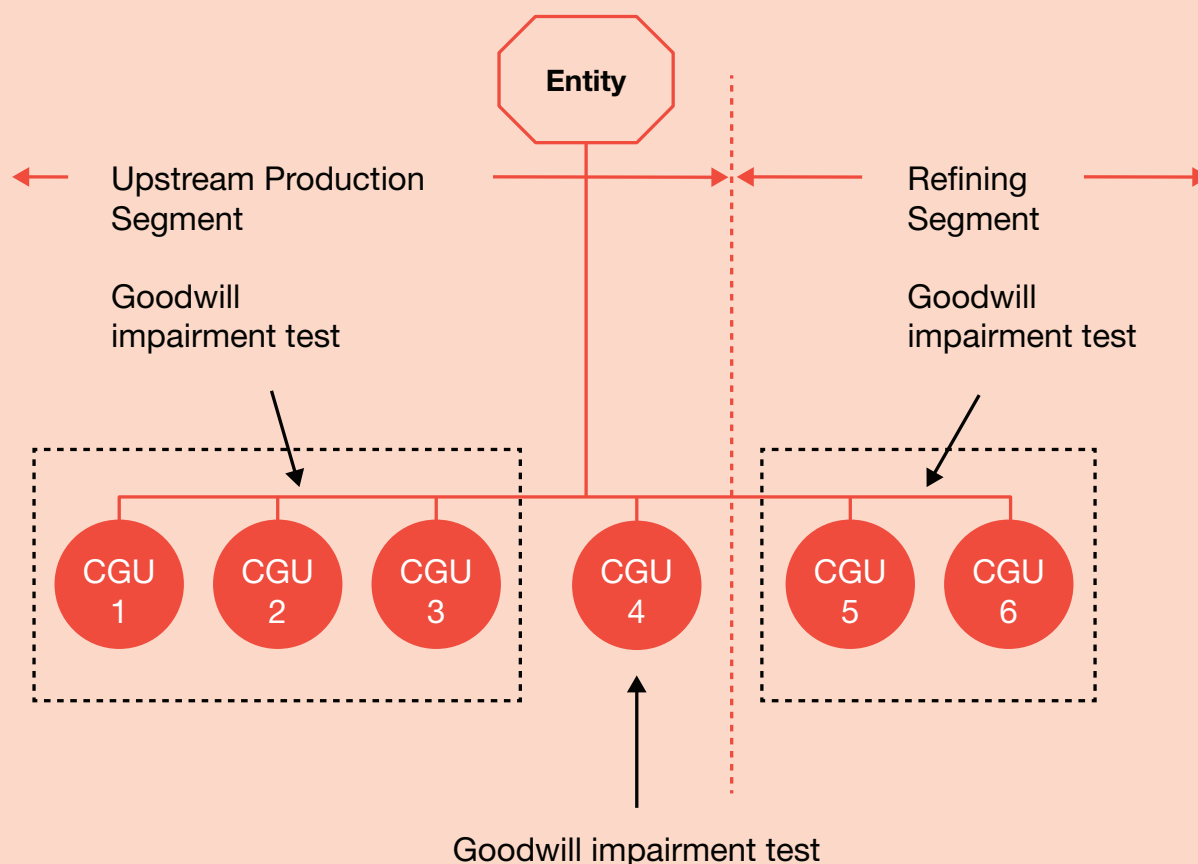 Entity
Upstream Production
Segment
Refining
Segment
Goodwill
impairment test
Goodwill
impairment test
CGU
1
CGU
2
CGU
3
CGU
4
CGU
5
CGU
6
Goodwill impairment test